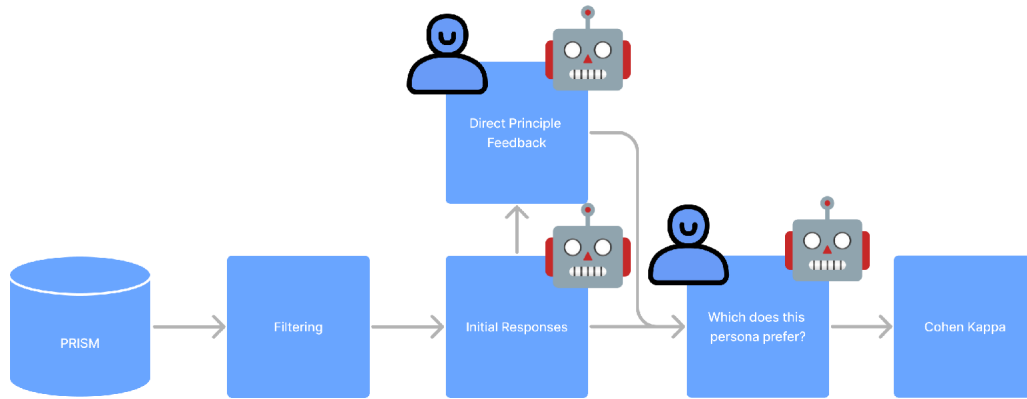 Direct Principle
Feedback
PRISM
Filtering
Initial Responses
Which does this
persona prefer?
Cohen Kappa